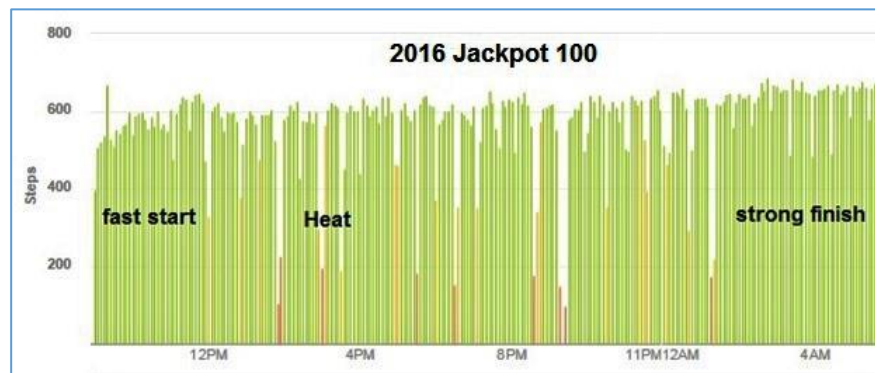 2016 Jackpot 100
800
600
400
200
Steps
fast start
Heat
strong finish
12PM
4PM
8PM
11PM12AM
4AM